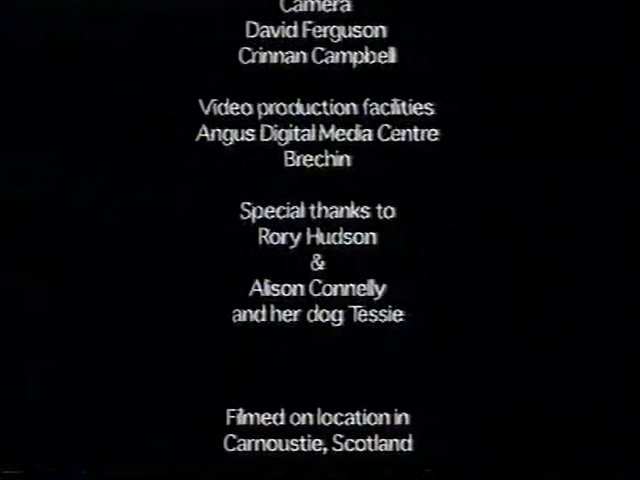 Camera
David Ferguson
Crinnan Campbell
Video production facilities
Angus Digital Media Centre
Brechin
Special thanks to
Rory Hudson
&
Alison Connelly
and her dog Tessie
Filmed on location in
Carnoustie, Scotland